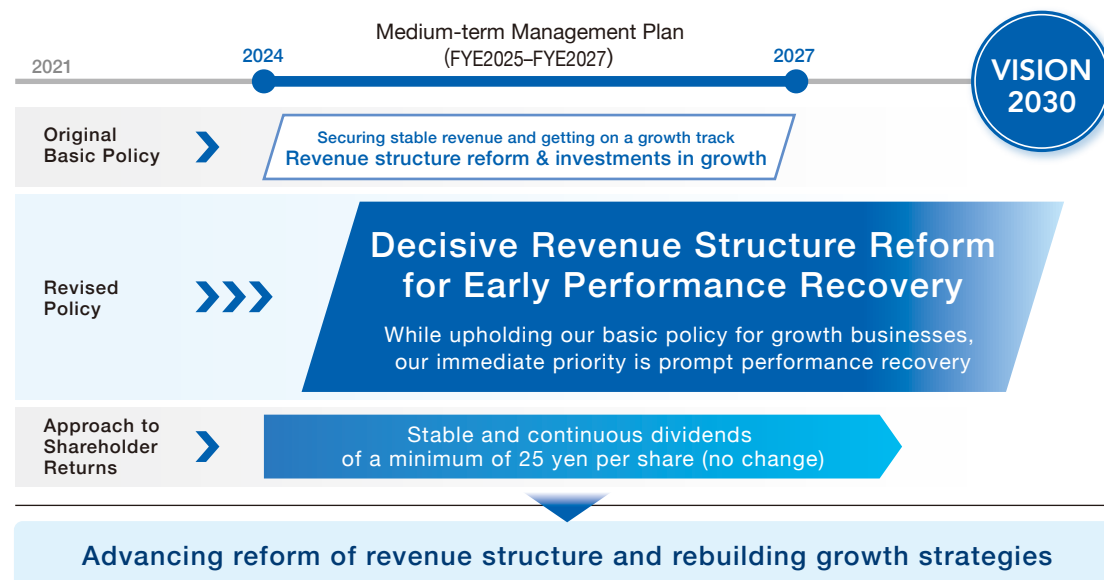 Medium-term Management Plan
(FYE2025–FYE2027)
2021
2024
2027
VISION
2030
Original
Basic Policy
Securing stable revenue and getting on a growth track
Revenue structure reform & investments in growth
Revised
Policy
Decisive Revenue Structure Reform
for Early Performance Recovery
While upholding our basic policy for growth businesses,
our immediate priority is prompt performance recovery
Approach to
Shareholder
Returns
Stable and continuous dividends
of a minimum of 25 yen per share (no change)
Advancing reform of revenue structure and rebuilding growth strategies